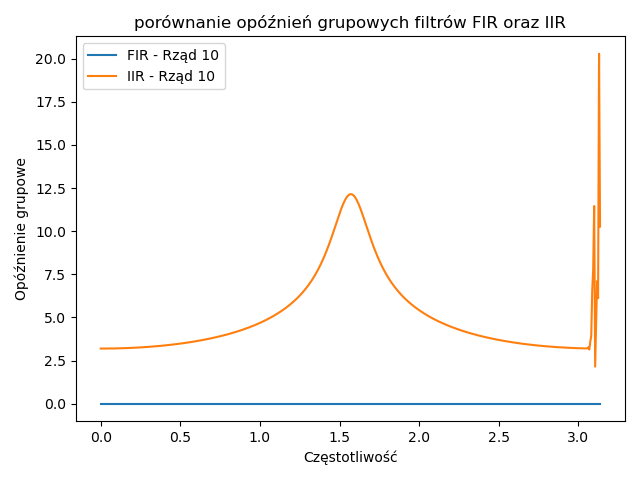 porównanie opóźnień grupowych filtrów FIR oraz IIR
FIR - Rząd 10
IIR - Rząd 10
Opóźnienie grupowe
20.0
17.5
15.0
12.5
10.0
7.5
5.0
2.5
0.0
0.0 0.5 1.0 1.5 2.0 2.5 3.0
Częstotliwość